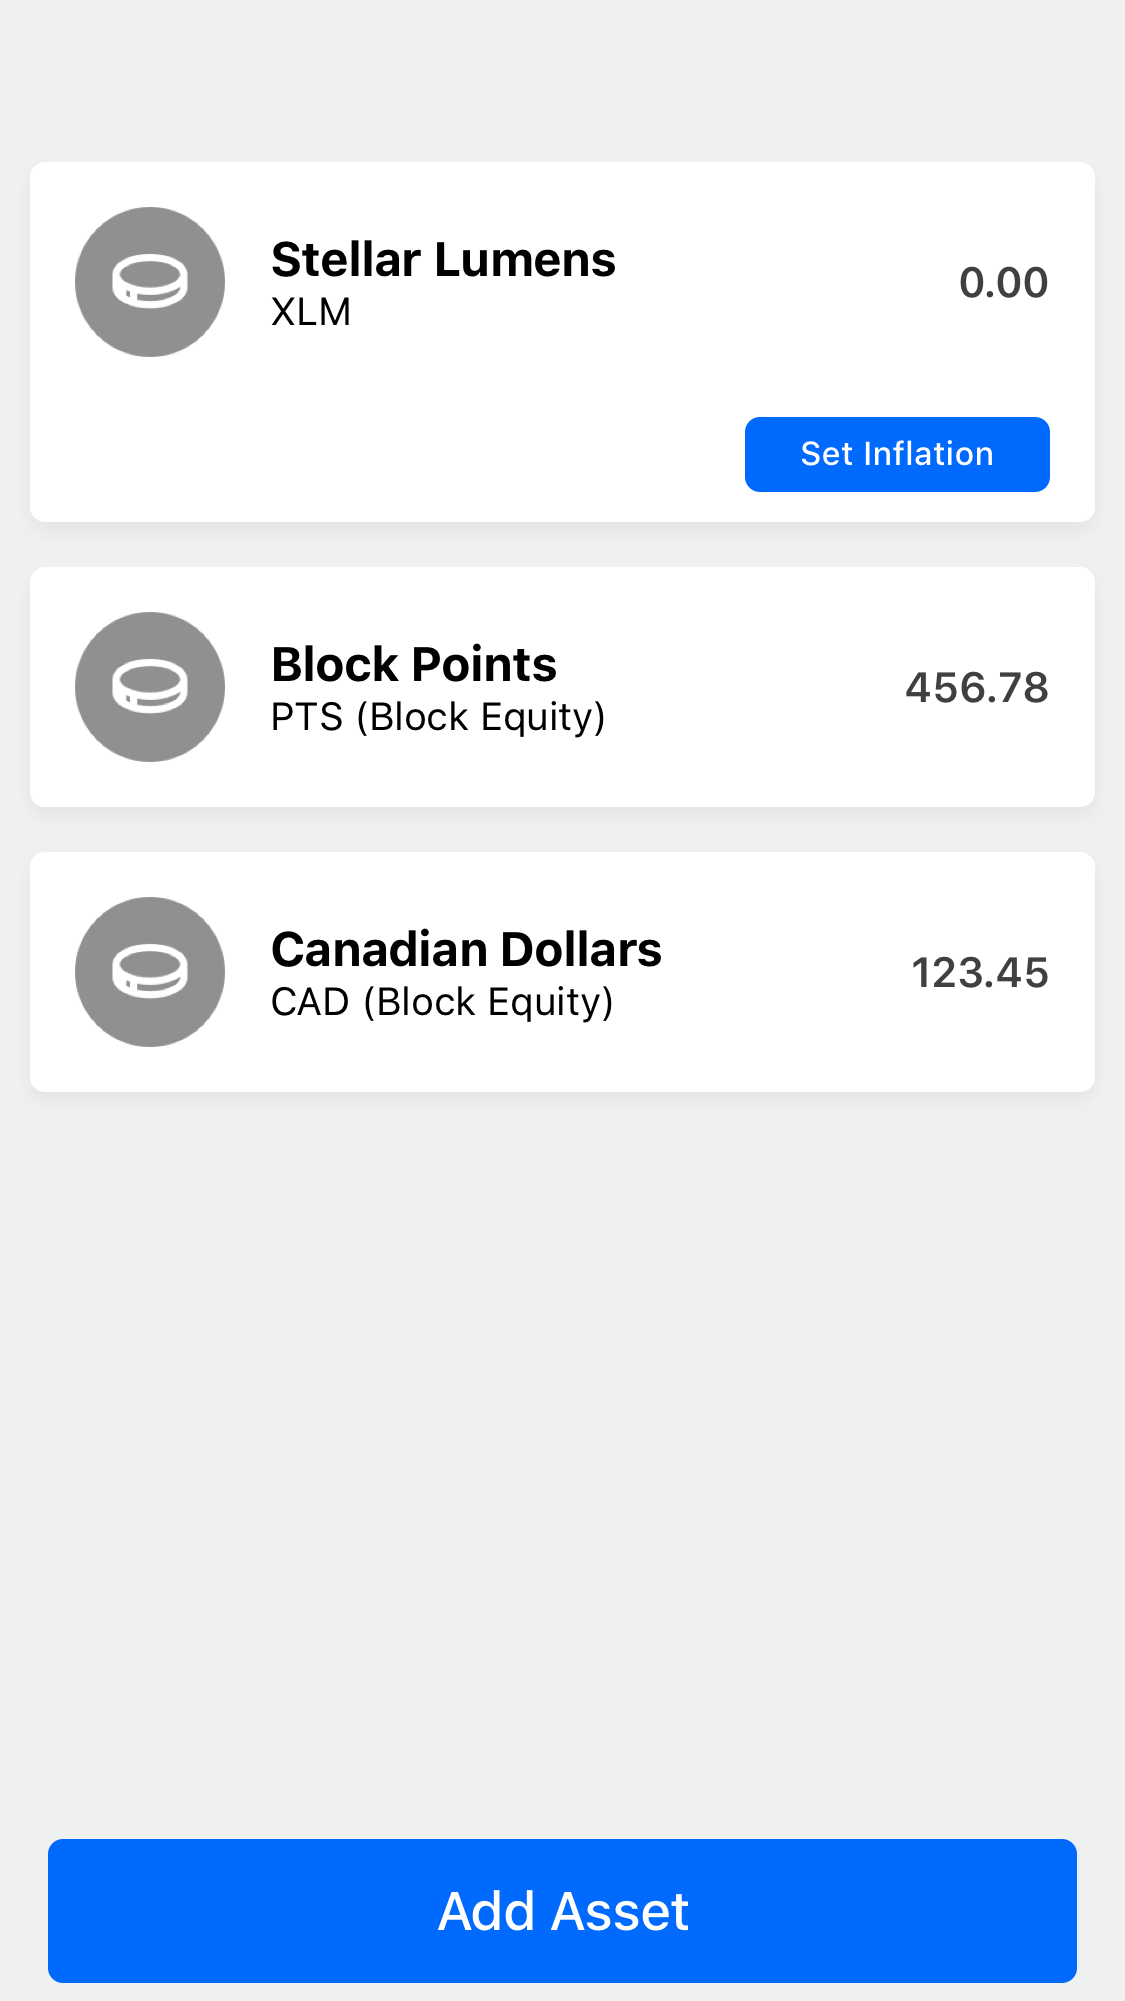 Stellar Lumens
XLM
0.00
Set Inflation
Block Points
PTS (Block Equity)
456.78
Canadian Dollars
CAD (Block Equity)
123.45
Add Asset